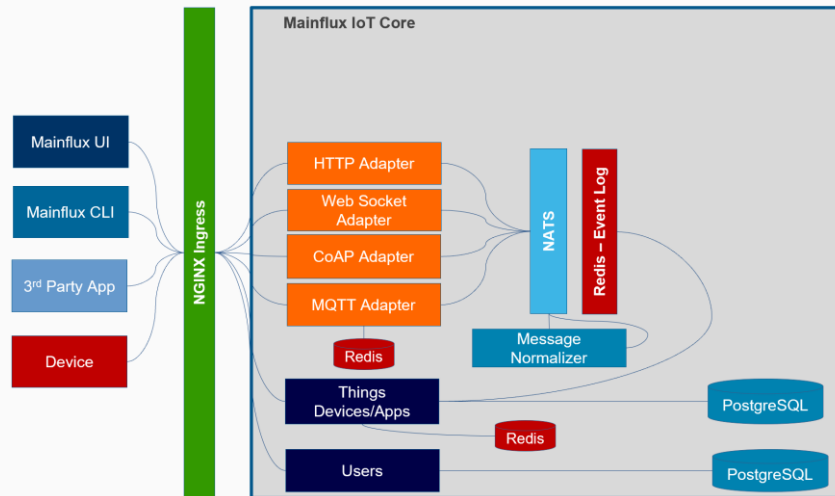 Mainflux IoT Core
Mainflux UI
Mainflux CLI
3rd Party App
Device
NGINX Ingress
HTTP Adapter
Web Socket
Adapter
CoAP Adapter
MQTT Adapter
Redis
NATS
Redis – Event Log
Message
Normalizer
Things
Devices/Apps
Redis
PostgreSQL
Users
PostgreSQL